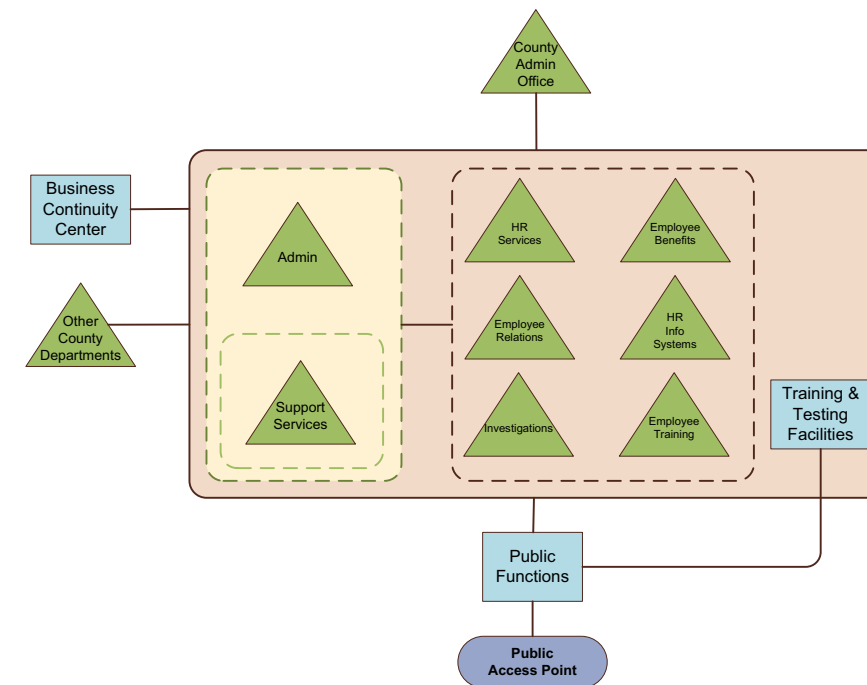 County
Admin
Office
Business
Continuity
Center
Admin
HR
Services
Employee
Benefits
Other
County
Departments
Employee
Relations
HR
Info
Systems
Support
Services
Investigations
Employee
Training
Training &
Testing
Facilities
Public
Functions
Public
Access Point